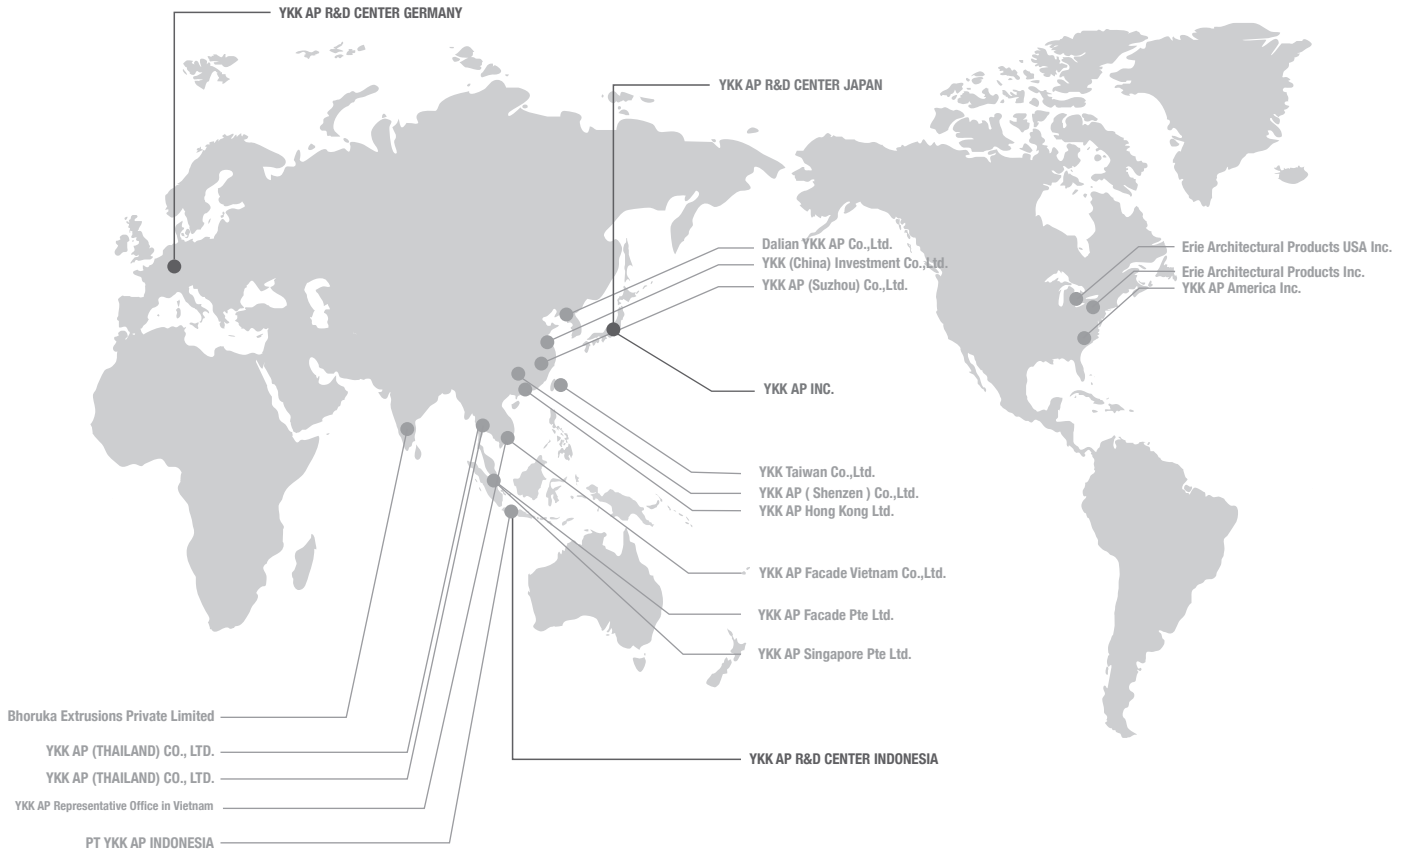 YKK AP R&D CENTER GERMANY
YKK AP R&D CENTER JAPAN
Dalian YKK AP Co.,Ltd.
YKK (China) Investment Co.,Ltd.
YKK AP (Suzhou) Co.,Ltd.
Erie Architectural Products USA Inc.
Erie Architectural Products Inc.
YKK AP America Inc.
YKK AP INC.
YKK Taiwan Co.,Ltd.
YKK AP ( Shenzen ) Co.,Ltd.
YKK AP Hong Kong Ltd.
YKK AP Facade Vietnam Co.,Ltd.
YKK AP Facade Pte Ltd.
YKK AP Singapore Pte Ltd.
Bhoruka Extrusions Private Limited
YKK AP (THAILAND) CO., LTD.
YKK AP (THAILAND) CO., LTD.
YKK AP Representative Office in Vietnam
PT YKK AP INDONESIA
YKK AP R&D CENTER INDONESIA